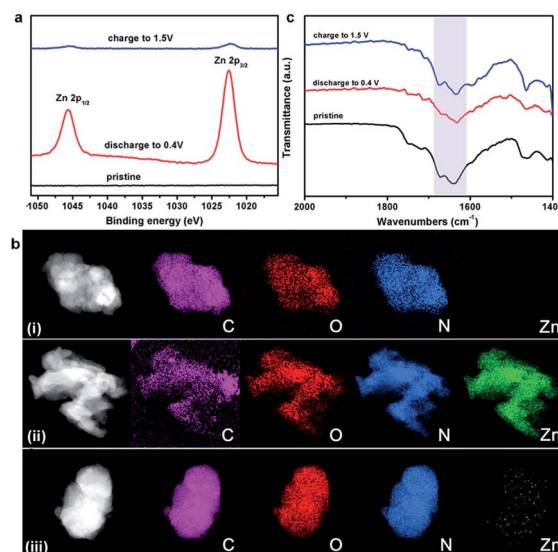 a
charge to 1.5V
Zn 2p3/2
Zn 2p1/2
discharge to 0.4V
pristine
1050 1045 1040 1035 1030 1025 1020
Binding energy (eV)
c
Transmittance (a.u.)
charge to 1.5 V
discharge to 0.4 V
pristine
2000 1800 1600 140
Wavenumbers (cm-1)
b
(i) C O N Zn
(ii) C O N Zn
(iii) C O N Zn